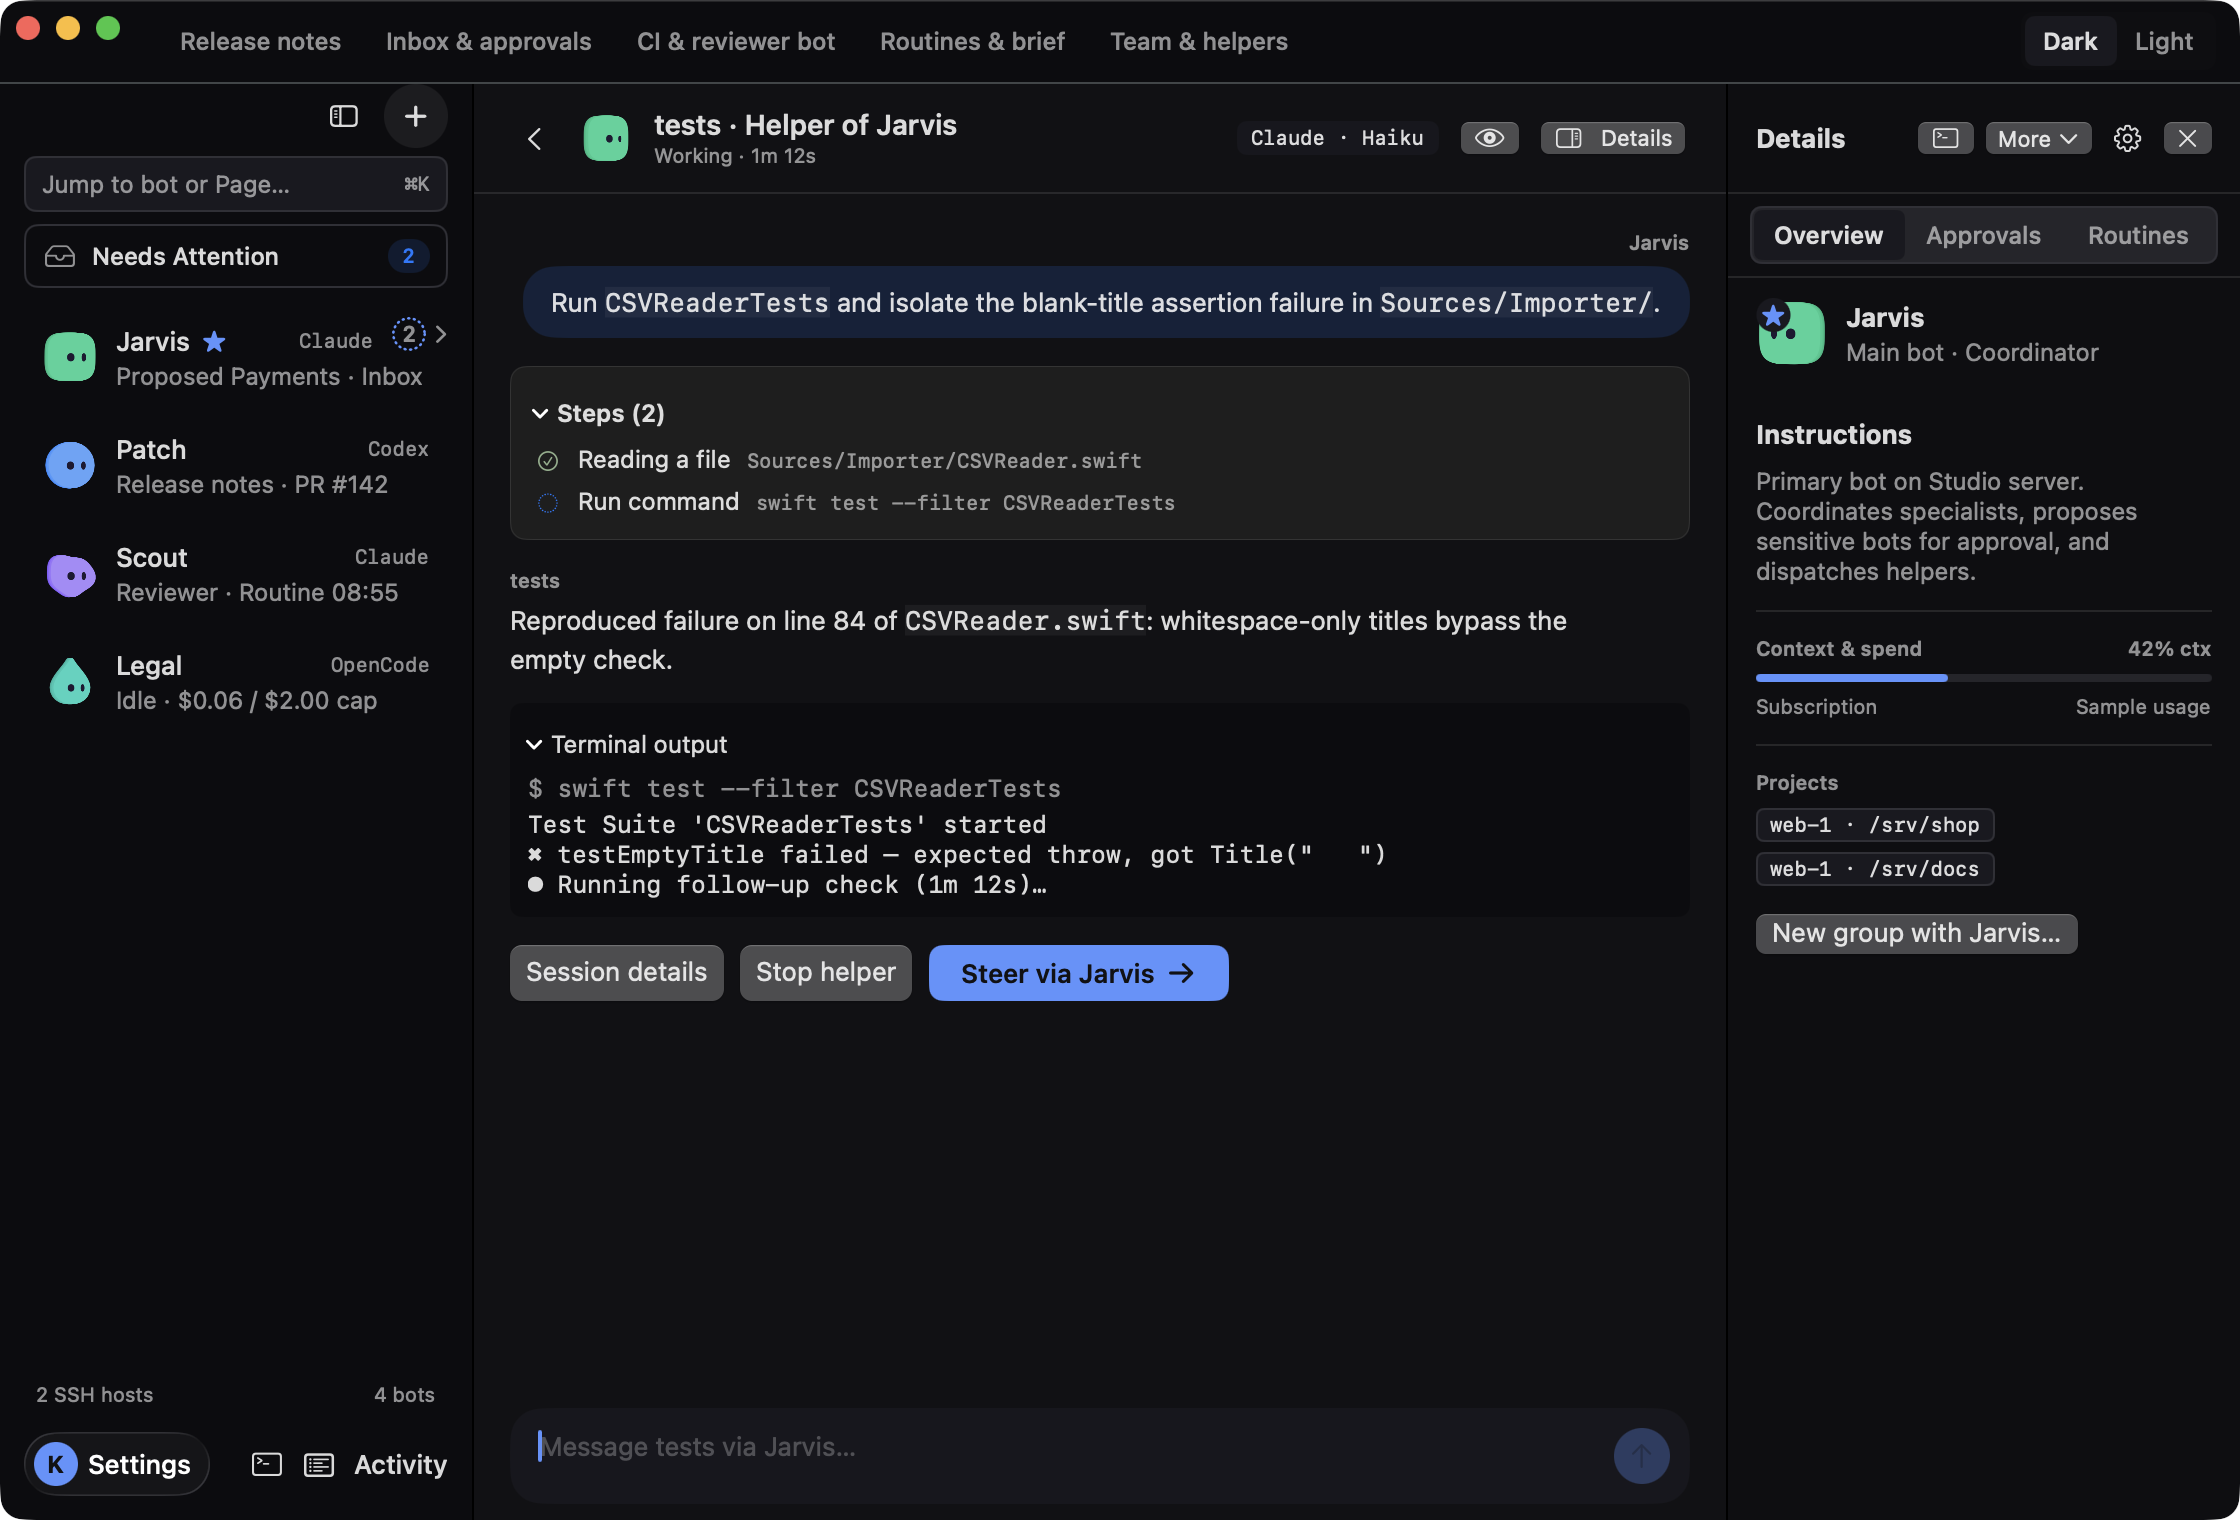 Release notes
Inbox & approvals
CI & reviewer bot
Routines & brief
Team & helpers
Dark
Light
Jump to bot or Page...
⌘K
Needs Attention
2
Jarvis
Claude
2
Proposed Payments · Inbox
Patch
Codex
Release notes · PR #142
Scout
Claude
Reviewer · Routine 08:55
Legal
OpenCode
Idle · $0.06 / $2.00 cap
2 SSH hosts
4 bots
K
Settings
Activity
tests · Helper of Jarvis
Working · 1m 12s
Claude · Haiku
Details
Jarvis
Run CSVReaderTests and isolate the blank-title assertion failure in Sources/Importer/.
Steps (2)
Reading a file Sources/Importer/CSVReader.swift
Run command swift test --filter CSVReaderTests
tests
Reproduced failure on line 84 of CSVReader.swift: whitespace-only titles bypass the
empty check.
Terminal output
$ swift test --filter CSVReaderTests
Test Suite 'CSVReaderTests' started
✖ testEmptyTitle failed — expected throw, got Title("   ")
● Running follow-up check (1m 12s)…
Session details
Stop helper
Steer via Jarvis →
Message tests via Jarvis...
Details
More
Overview
Approvals
Routines
Jarvis
Main bot · Coordinator
Instructions
Primary bot on Studio server.
Coordinates specialists, proposes
sensitive bots for approval, and
dispatches helpers.
Context & spend
42% ctx
Subscription
Sample usage
Projects
web-1 · /srv/shop
web-1 · /srv/docs
New group with Jarvis...